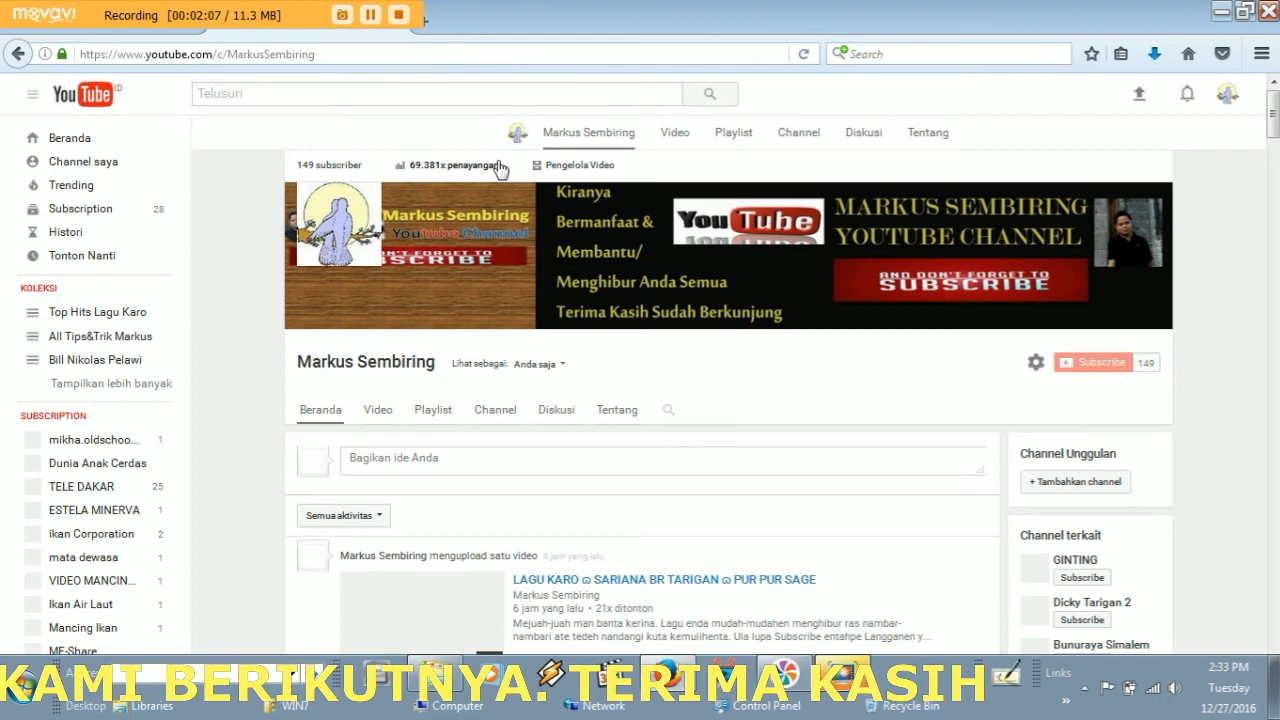 movavi
Recording [00:02:07 / 11.3 MB]
https://www.youtube.com/c/MarkusSembiring
Search
YouTube ID
Telusuri
Markus Sembiring Video Playlist Channel Diskusi Tentang
149 subscriber 69.381x penayangan Pengelola Video
Beranda
Channel saya
Trending
Subscription 28
Histori
Tonton Nanti
KOLEKSI
Top Hits Lagu Karo
All Tips&Trik Markus
Bill Nikolas Pelawi
Tampilkan lebih banyak
SUBSCRIPTION
mikha.oldschoo... 1
Dunia Anak Cerdas
TELE DAKAR 25
ESTELA MINERVA 1
ikan Corporation 2
mata dewasa 1
VIDEO MANCIN... 1
Ikan Air Laut 1
Mancing Ikan 1
MF-Share
Markus Sembiring
Youtube Channel
SCRIBE
Kiranya
Bermanfaat &
Membantu/
Menghibur Anda Semua
Terima Kasih Sudah Berkunjung
YouTube
MARKUS SEMBIRING
YOUTUBE CHANNEL
AND DON'T FORGET TO
SUBSCRIBE
Markus Sembiring Lihat sebagai: Anda saja
Subscribe 149
Beranda Video Playlist Channel Diskusi Tentang
Bagikan ide Anda
Semua aktivitas
Markus Sembiring mengupload satu video 6 jam yang lalu
LAGU KARO ɷ SARIANA BR TARIGAN ɷ PUR PUR SAGE
Markus Sembiring
6 jam yang lalu • 21x ditonton
Mejuah-juah man banta kerina. Lagu enda mudah-mudahen menghibur ras nambar-
nambari ate tedeh nandangi kuta kemulihenta. Ula lupa Subscribe entahpe Langganen y...
Channel Unggulan
+ Tambahkan channel
Channel terkait
GINTING
Subscribe
Dicky Tarigan 2
Subscribe
Bunuraya Simalem
KAMI BERIKUTNYA. TERIMA KASIH
Links
Desktop Libraries WIN7 Computer Network Control Panel Recycle Bin
2:33 PM
Tuesday
12/27/2016